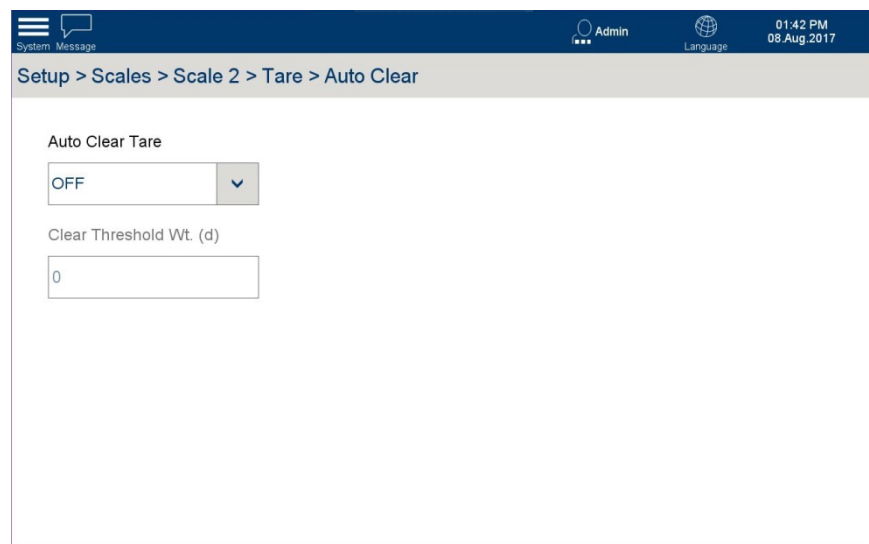 System Message
Admin
Language
01:42 PM
08.Aug.2017
Setup > Scales > Scale 2 > Tare > Auto Clear
Auto Clear Tare
OFF
Clear Threshold Wt. (d)
0